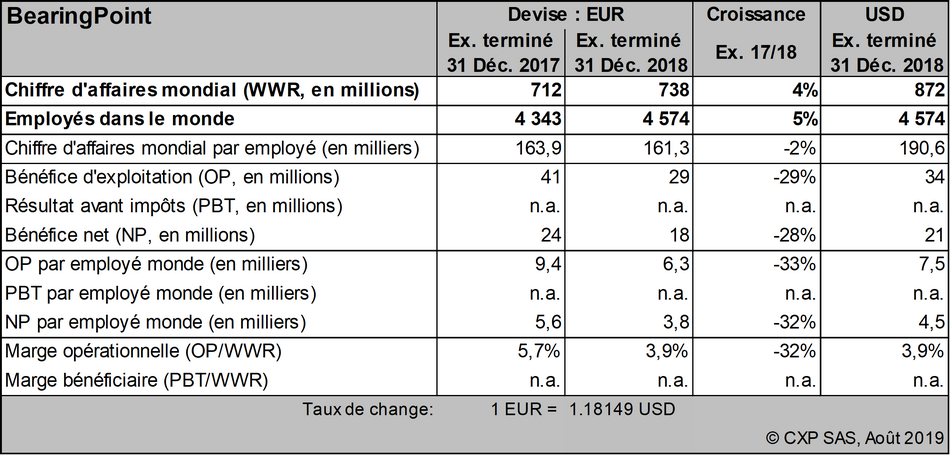 BearingPoint Devise : EUR Croissance USD
Ex. terminé Ex. terminé Ex. 17/18 Ex. terminé
31 Déc. 2017 31 Déc. 2018 31 Déc. 2018
Chiffre d'affaires mondial (WWR, en millions) 712 738 4% 872
Employés dans le monde 4 343 4 574 5% 4 574
Chiffre d'affaires mondial par employé (en milliers) 163,9 161,3 -2% 190,6
Bénéfice d'exploitation (OP, en millions) 41 29 -29% 34
Résultat avant impôts (PBT, en millions) n.a. n.a. n.a. n.a.
Bénéfice net (NP, en millions) 24 18 -28% 21
OP par employé monde (en milliers) 9,4 6,3 -33% 7,5
PBT par employé monde (en milliers) n.a. n.a. n.a. n.a.
NP par employé monde (en milliers) 5,6 3,8 -32% 4,5
Marge opérationnelle (OP/WWR) 5,7% 3,9% -32% 3,9%
Marge bénéficiaire (PBT/WWR) n.a. n.a. n.a. n.a.
Taux de change: 1 EUR = 1.18149 USD
© CXP SAS, Août 2019